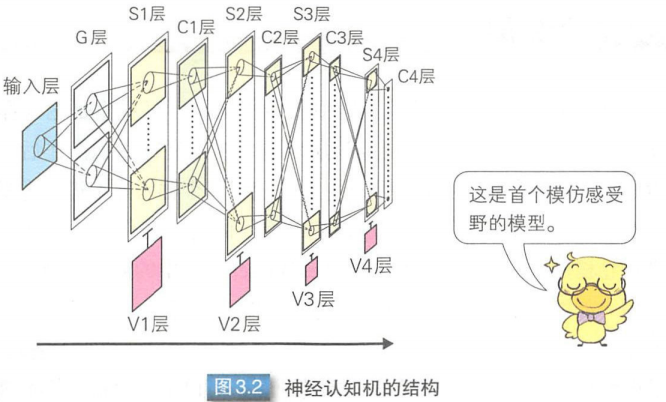 输入层
G层
S1层
C1层
S2层
C2层
S3层
C3层
S4层
C4层
V1层
V2层
V3层
V4层
这是首个模仿感受
野的模型。
图3.2 神经认知机的结构